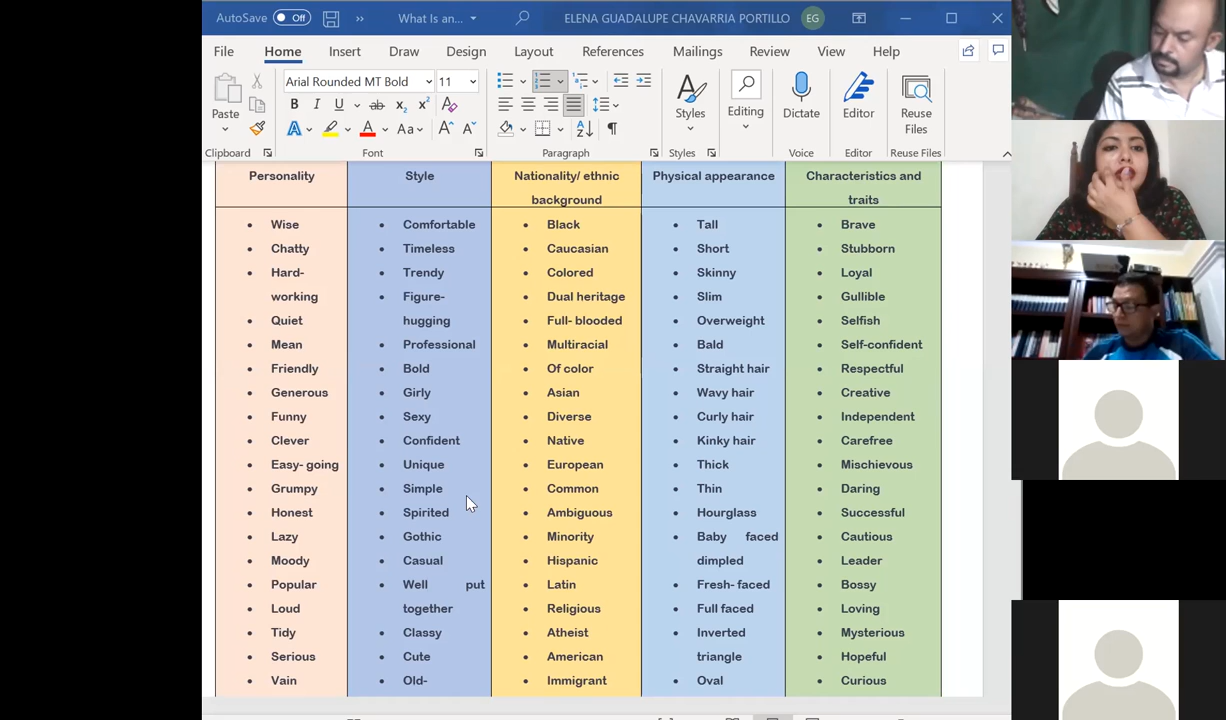 AutoSave Off What Is an... ELENA GUADALUPE CHAVARRIA PORTILLO EG
File Home Insert Draw Design Layout References Mailings Review View Help
Arial Rounded MT Bold 11
Paste Styles Editing Dictate Editor Reuse Files
Clipboard Font Paragraph Styles Voice Editor Reuse Files
Personality
Wise
Chatty
Hard-
working
Quiet
Mean
Friendly
Generous
Funny
Clever
Easy- going
Grumpy
Honest
Lazy
Moody
Popular
Loud
Tidy
Serious
Vain
Style
Comfortable
Timeless
Trendy
Figure-
hugging
Professional
Bold
Girly
Sexy
Confident
Unique
Simple
Spirited
Gothic
Casual
Well put
together
Classy
Cute
Old-
Nationality/ ethnic
background
Black
Caucasian
Colored
Dual heritage
Full- blooded
Multiracial
Of color
Asian
Diverse
Native
European
Common
Ambiguous
Minority
Hispanic
Latin
Religious
Atheist
American
Immigrant
Physical appearance
Tall
Short
Skinny
Slim
Overweight
Bald
Straight hair
Wavy hair
Curly hair
Kinky hair
Thick
Thin
Hourglass
Baby faced
dimpled
Fresh- faced
Full faced
Inverted
triangle
Oval
Characteristics and
traits
Brave
Stubborn
Loyal
Gullible
Selfish
Self-confident
Respectful
Creative
Independent
Carefree
Mischievous
Daring
Successful
Cautious
Leader
Bossy
Loving
Mysterious
Hopeful
Curious